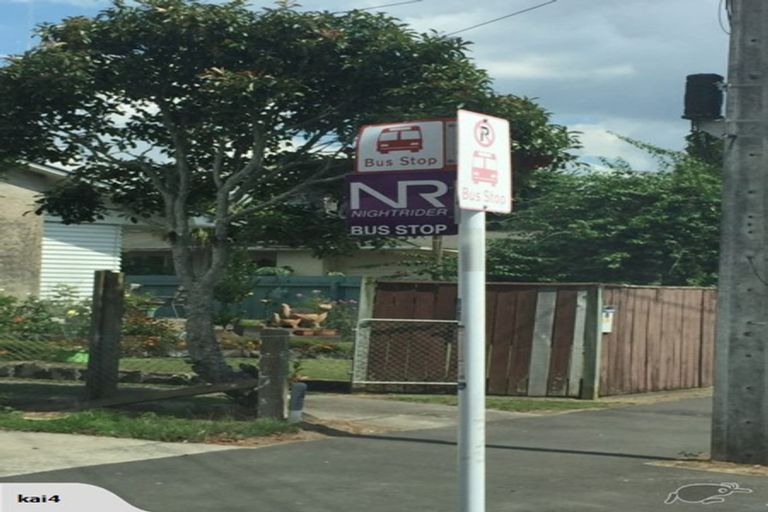 Bus Stop
NR
NIGHTRIDER
BUS STOP
P
Bus Stop
kai4